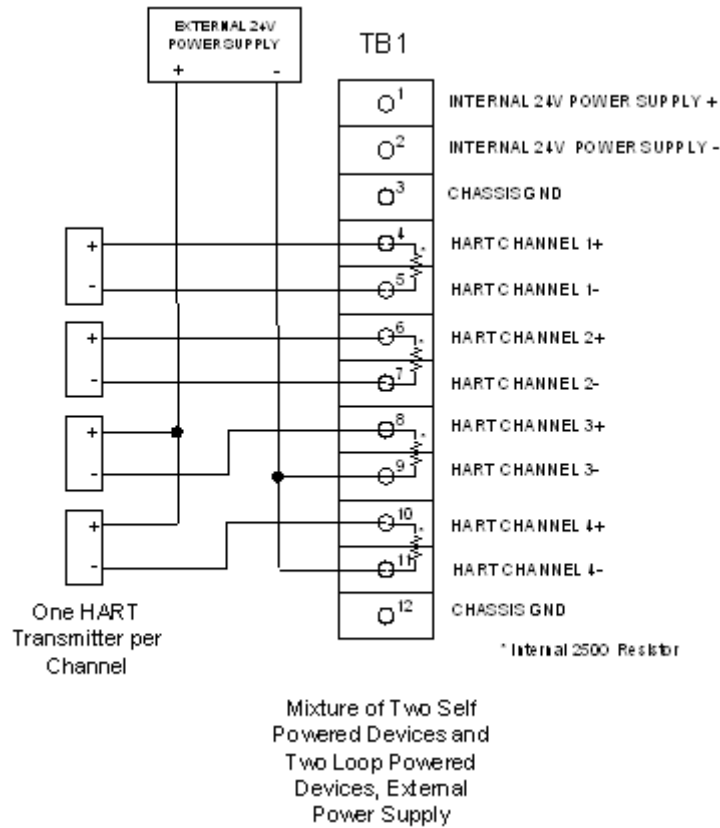 EXTERNAL 24V
POWER SUPPLY
+ -
TB1
1 INTERNAL 24V POWER SUPPLY +
2 INTERNAL 24V POWER SUPPLY -
3 CHASSIS GND
+ 4 HART CHANNEL 1+
*
- 5 HART CHANNEL 1-
+ 6 HART CHANNEL 2+
*
- 7 HART CHANNEL 2-
+ 8 HART CHANNEL 3+
*
- 9 HART CHANNEL 3-
+ 10 HART CHANNEL 4+
*
- 11 HART CHANNEL 4-
12 CHASSIS GND
One HART
Transmitter per
Channel
* Internal 2500 Resistor
Mixture of Two Self
Powered Devices and
Two Loop Powered
Devices, External
Power Supply